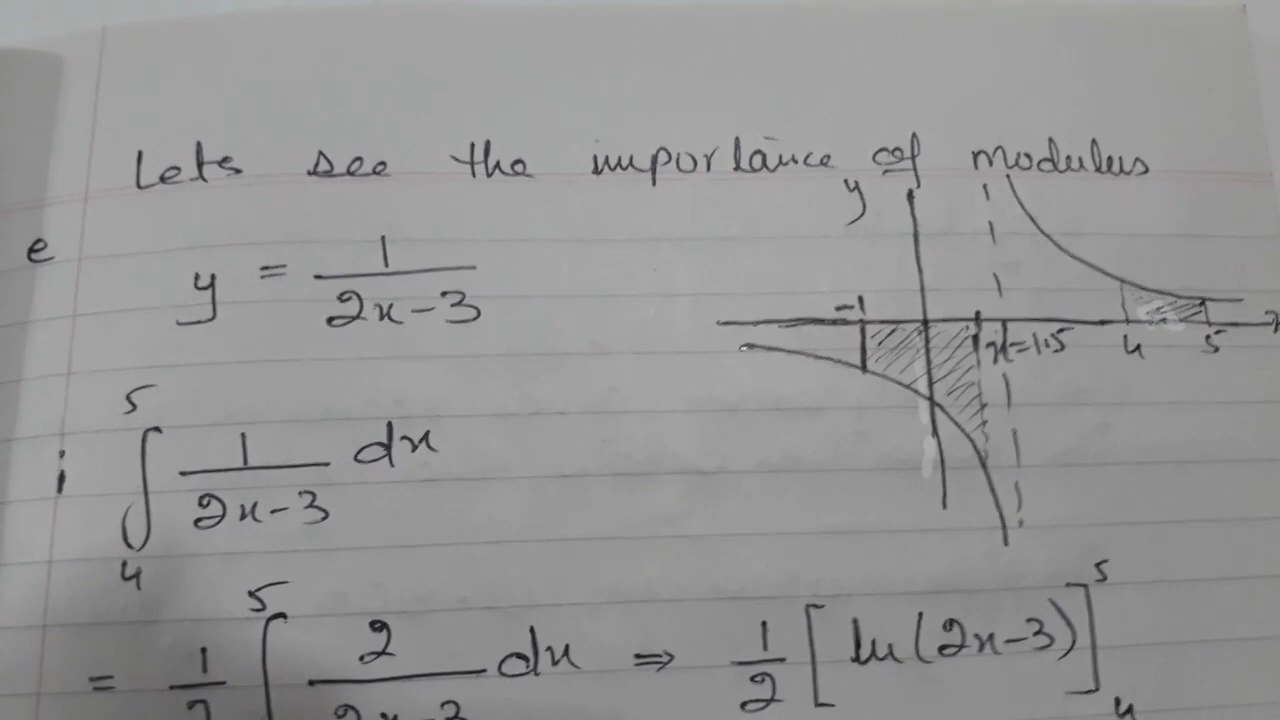 Lets see the importance of modulus
e
y = 1/(2x-3)
y
-1 x=1.5 4 5
i ∫₄⁵ 1/(2x-3) dx
= 1/2 ∫⁵ 2/(2x-3) dx ⇒ 1/2 [ln(2x-3)]₄⁵